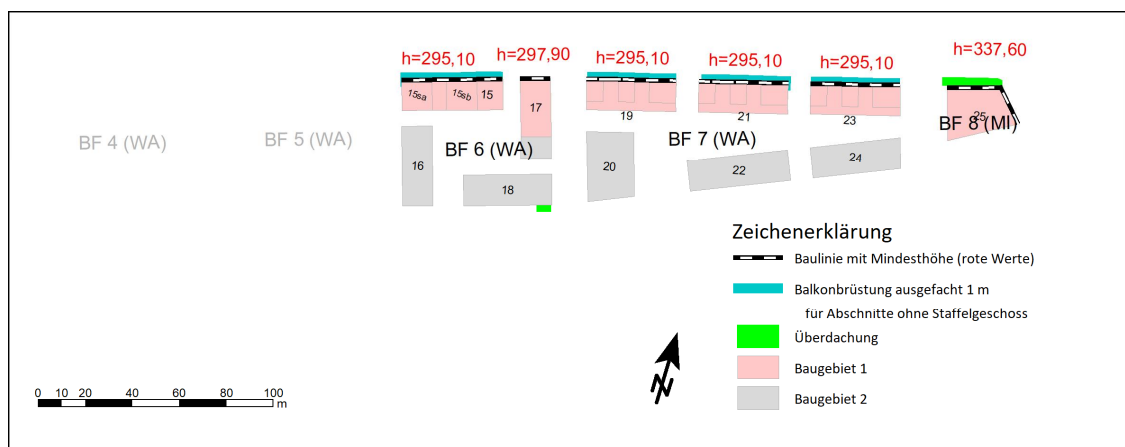 h=295,10
h=297,90
h=295,10
h=295,10
h=295,10
h=337,60
15sa
15sb
15
17
19
21
23
25
BF 4 (WA)
BF 5 (WA)
BF 6 (WA)
BF 7 (WA)
BF 8 (MI)
16
18
20
22
24
Zeichenerklärung
Baulinie mit Mindesthöhe (rote Werte)
Balkonbrüstung ausgefacht 1 m
für Abschnitte ohne Staffelgeschoss
Überdachung
Baugebiet 1
Baugebiet 2
N
0 10 20 40 60 80 100
m